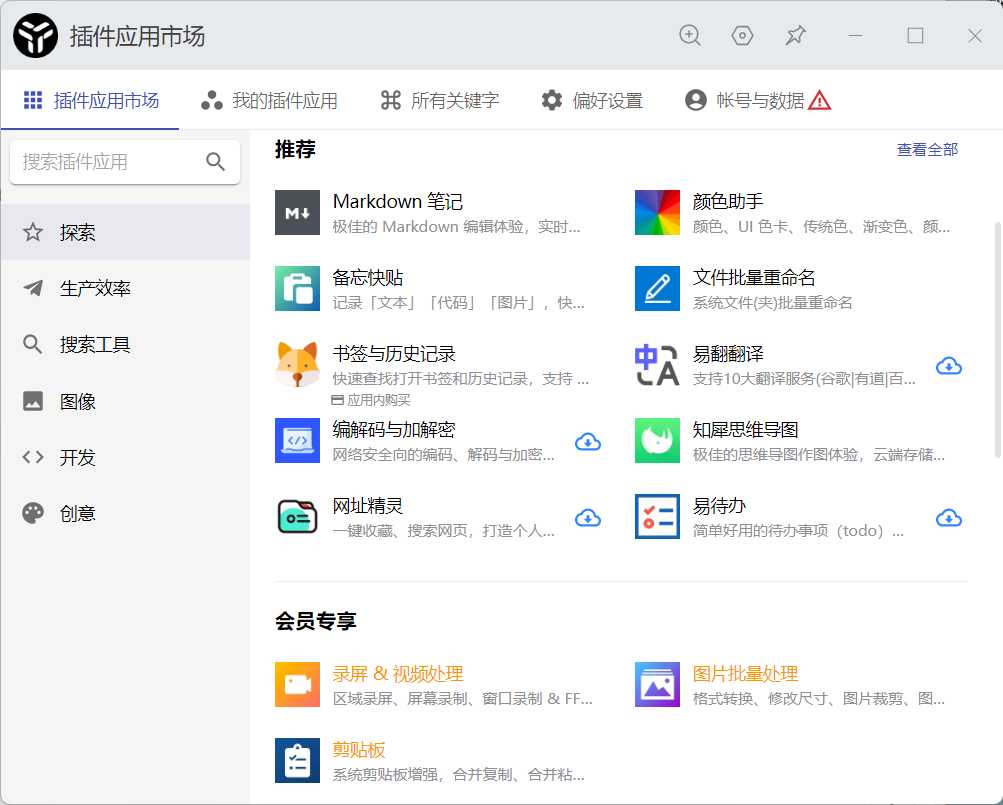 插件应用市场
插件应用市场 我的插件应用 所有关键字 偏好设置 帐号与数据
搜索插件应用
探索
生产效率
搜索工具
图像
开发
创意
推荐 查看全部
Markdown 笔记
极佳的 Markdown 编辑体验，实时...
颜色助手
颜色、UI 色卡、传统色、渐变色、颜...
备忘快贴
记录「文本」「代码」「图片」，快...
文件批量重命名
系统文件(夹)批量重命名
书签与历史记录
快速查找打开书签和历史记录，支持 ...
应用内购买
易翻翻译
支持10大翻译服务(谷歌|有道|百...
编解码与加解密
网络安全向的编码、解码与加密...
知犀思维导图
极佳的思维导图作图体验，云端存储...
网址精灵
一键收藏、搜索网页，打造个人...
易待办
简单好用的待办事项（todo）...
会员专享
录屏 & 视频处理
区域录屏、屏幕录制、窗口录制 & FF...
图片批量处理
格式转换、修改尺寸、图片裁剪、图...
剪贴板
系统剪贴板增强，合并复制、合并粘...